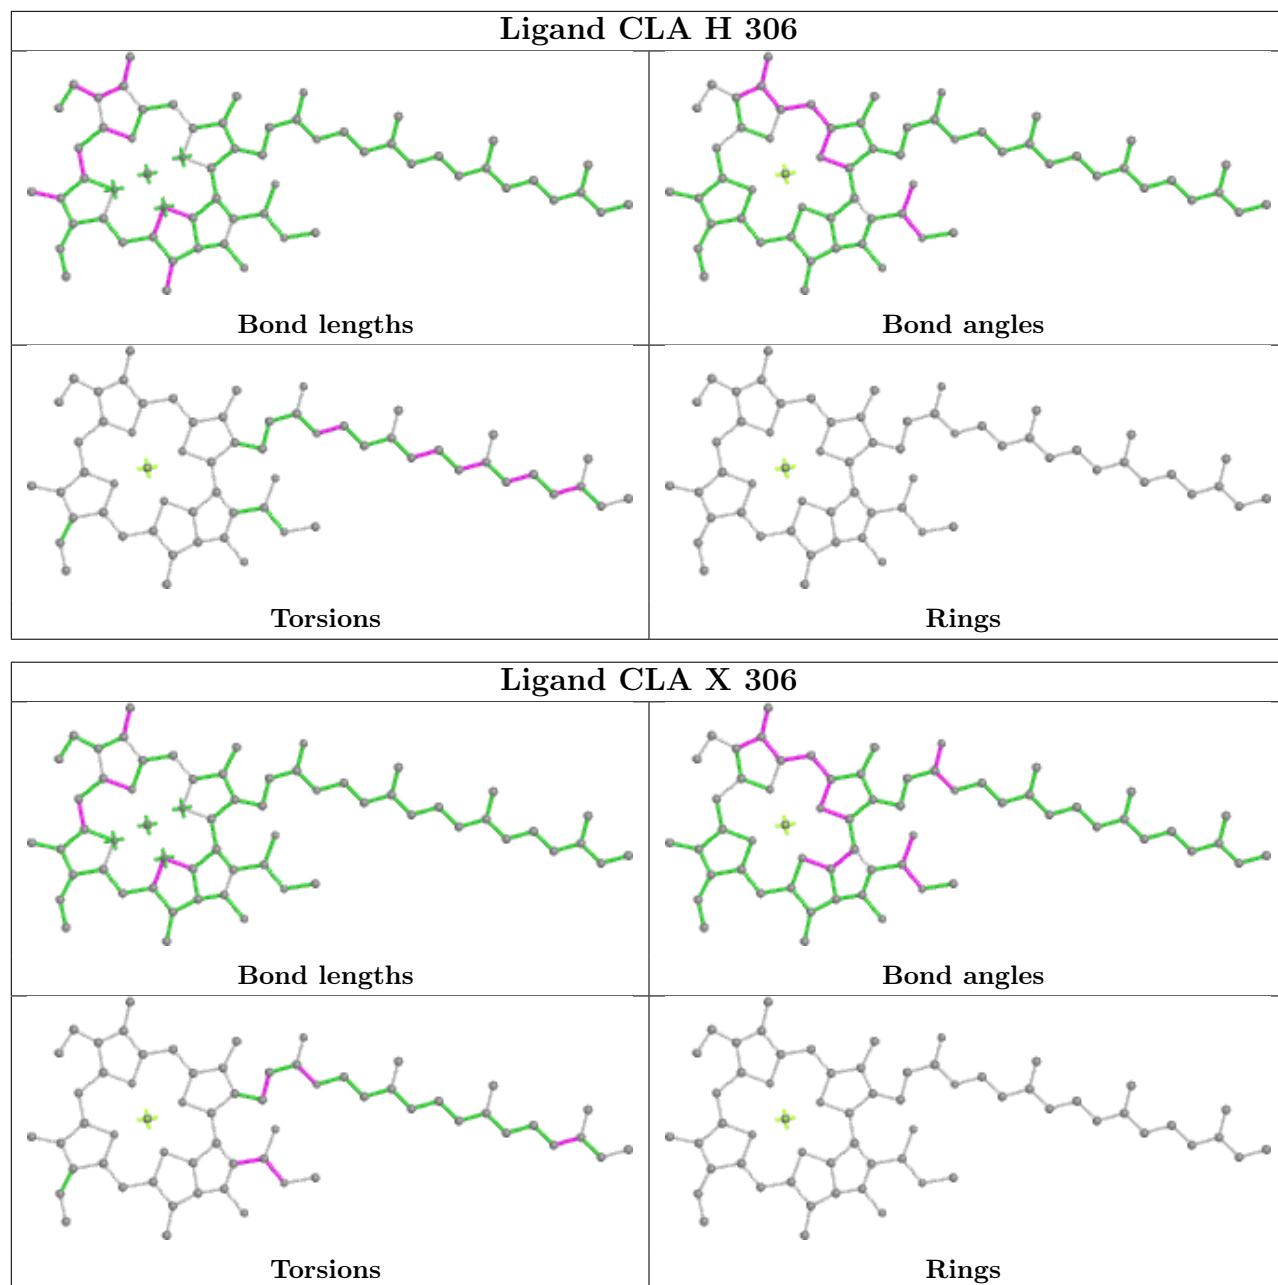 Ligand CLA H 306
Bond lengths
Bond angles
Torsions
Rings
Ligand CLA X 306
Bond lengths
Bond angles
Torsions
Rings